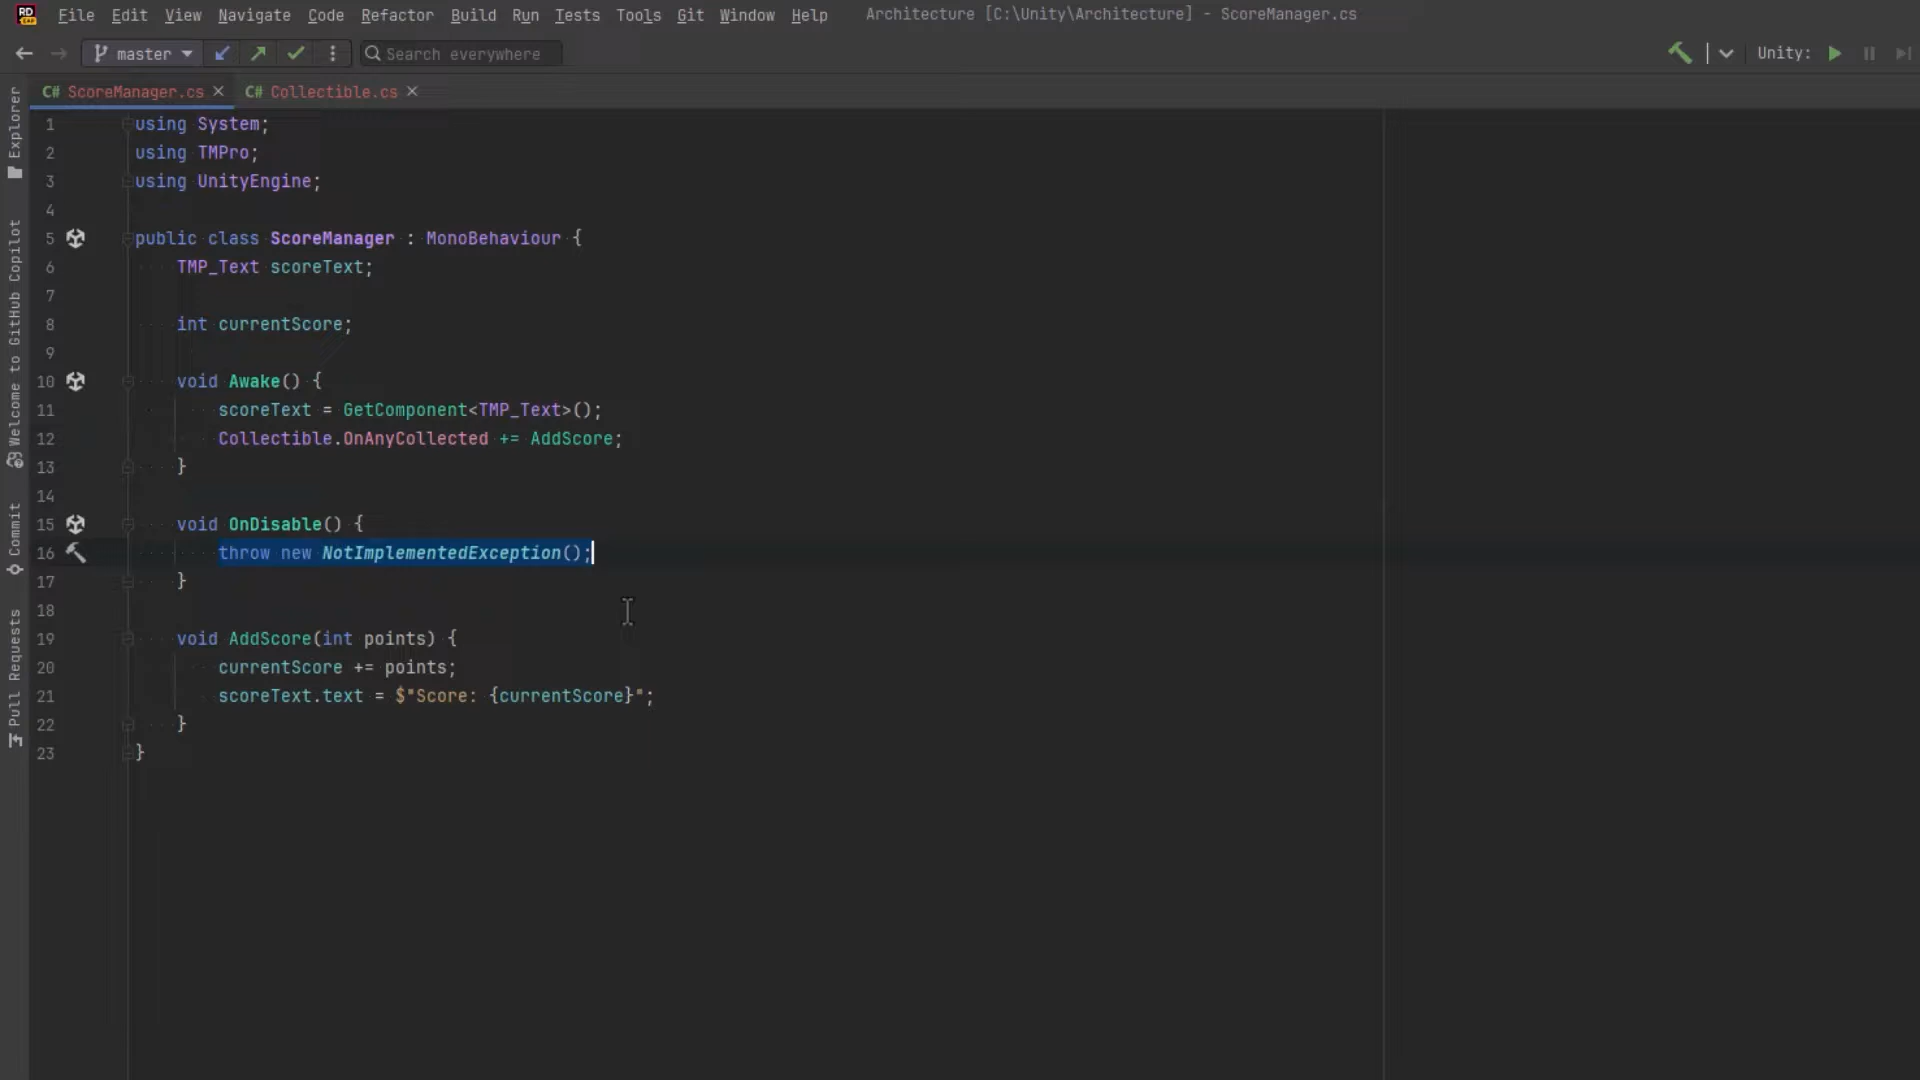 RD
EAP
File Edit View Navigate Code Refactor Build Run Tests Tools Git Window Help Architecture [C:\Unity\Architecture] - ScoreManager.cs
master Search everywhere Unity:
C# ScoreManager.cs C# Collectible.cs
Explorer
Welcome to GitHub Copilot
Commit
Pull Requests
1 using System;
2 using TMPro;
3 using UnityEngine;
4
5 public class ScoreManager : MonoBehaviour {
6 TMP_Text scoreText;
7
8 int currentScore;
9
10 void Awake() {
11 scoreText = GetComponent<TMP_Text>();
12 Collectible.OnAnyCollected += AddScore;
13 }
14
15 void OnDisable() {
16 throw new NotImplementedException();
17 }
18
19 void AddScore(int points) {
20 currentScore += points;
21 scoreText.text = $"Score: {currentScore}";
22 }
23 }